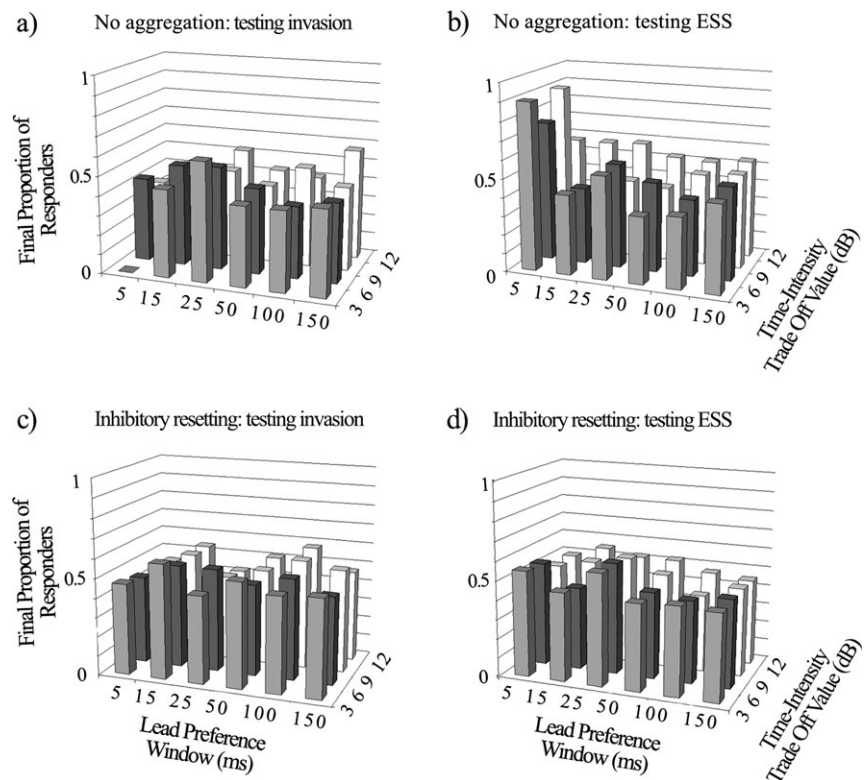 a) No aggregation: testing invasion
1
0.5
0
Final Proportion of
Responders
5 15 25 50 100 150
3 6 9 12
b) No aggregation: testing ESS
1
0.5
0
5 15 25 50 100 150
3 6 9 12
Time-Intensity
Trade Off Value (dB)
c) Inhibitory resetting: testing invasion
1
0.5
0
Final Proportion of
Responders
5 15 25 50 100 150
3 6 9 12
Lead Preference
Window (ms)
d) Inhibitory resetting: testing ESS
1
0.5
0
5 15 25 50 100 150
3 6 9 12
Lead Preference
Window (ms)
Time-Intensity
Trade Off Value (dB)